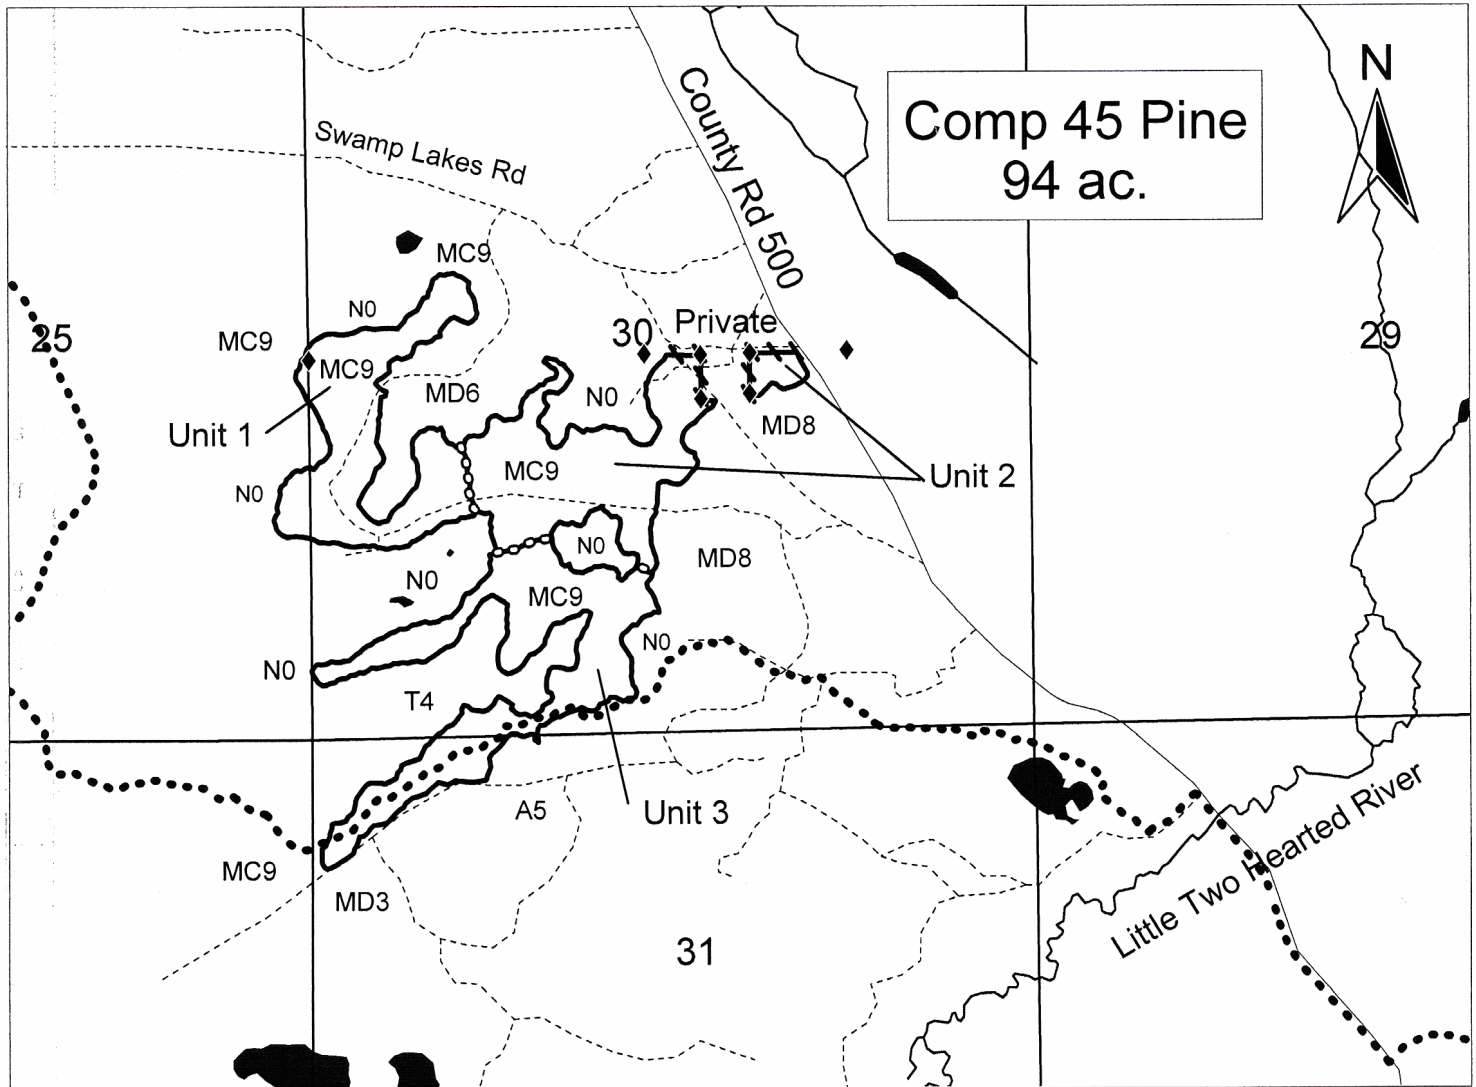 N
Comp 45 Pine
94 ac.
County Rd 500
Swamp Lakes Rd
MC9
N0
30
Private
25
MC9
29
MC9
MD6
N0
MD8
Unit 1
MC9
Unit 2
N0
N0
MD8
N0
MC9
N0
N0
T4
A5
Unit 3
MC9
MD3
Little Two Hearted River
31